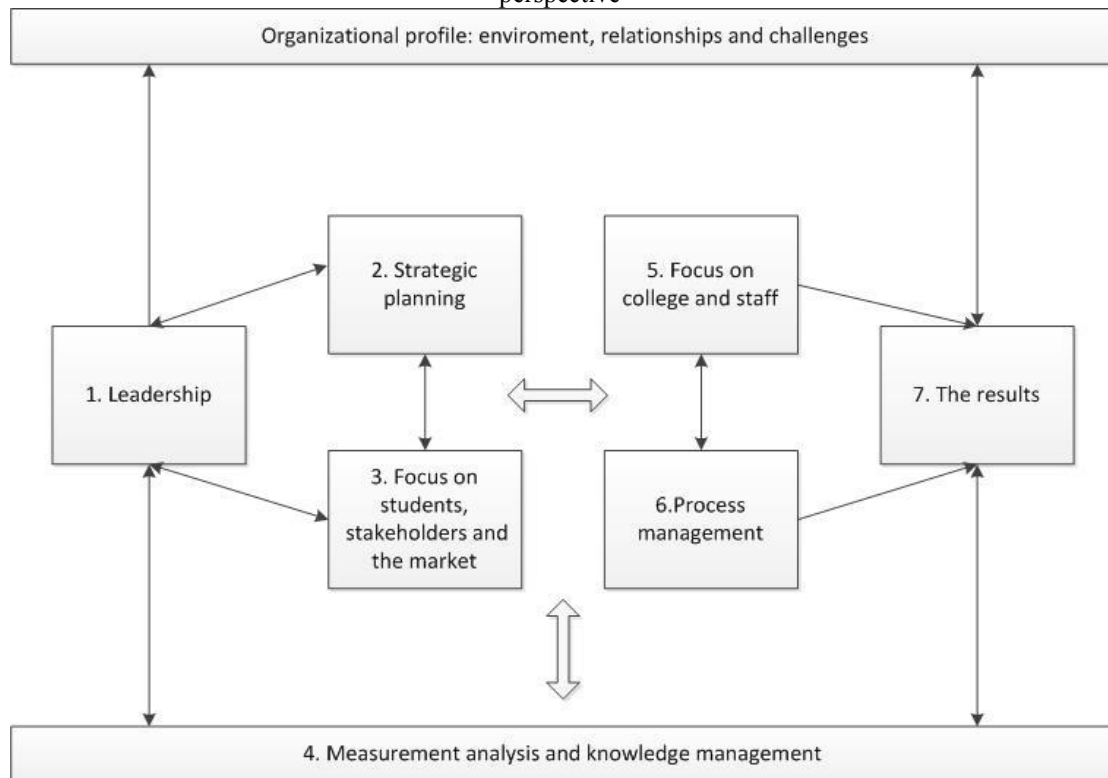 perspective
Organizational profile: enviroment, relationships and challenges
2. Strategic
planning
5. Focus on
college and staff
1. Leadership
7. The results
3. Focus on
students,
stakeholders and
the market
6.Process
management
4. Measurement analysis and knowledge management